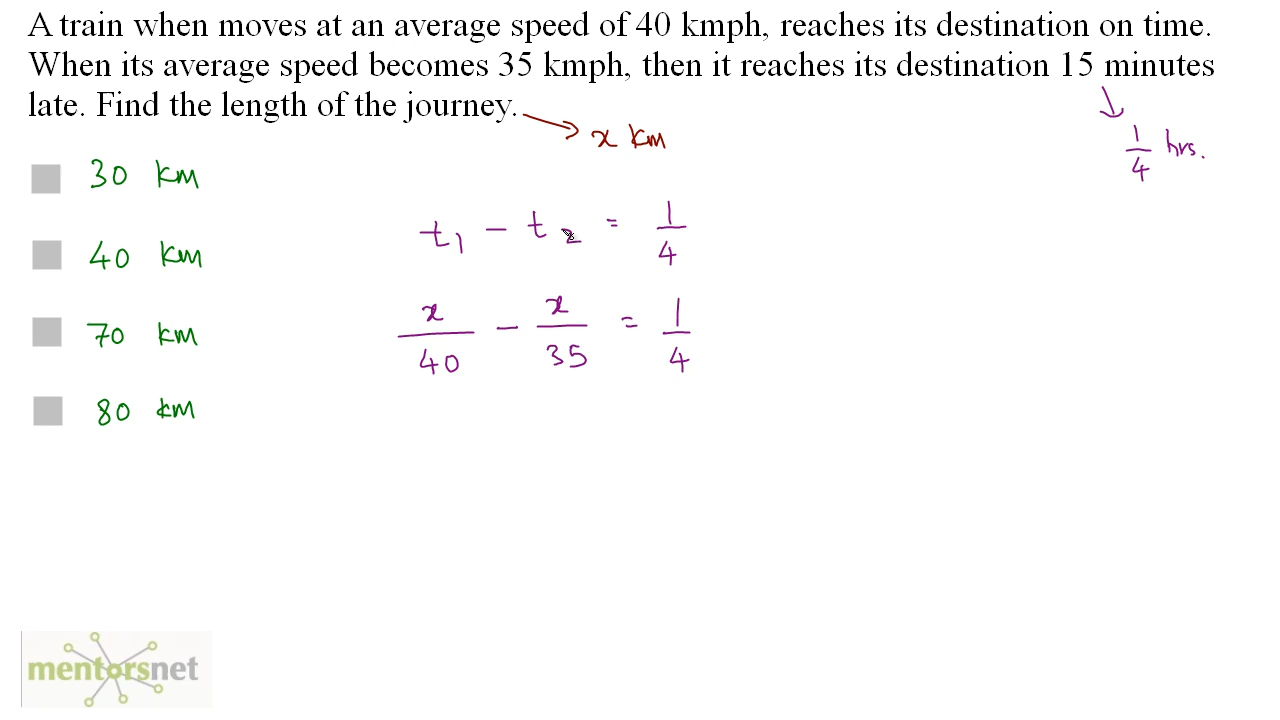 A train when moves at an average speed of 40 kmph, reaches its destination on time.
When its average speed becomes 35 kmph, then it reaches its destination 15 minutes
late. Find the length of the journey.
x km
1/4 hrs.
30 km
40 km
70 km
80 km
t1 - t2 = 1/4
x/40 - x/35 = 1/4
mentorsnet